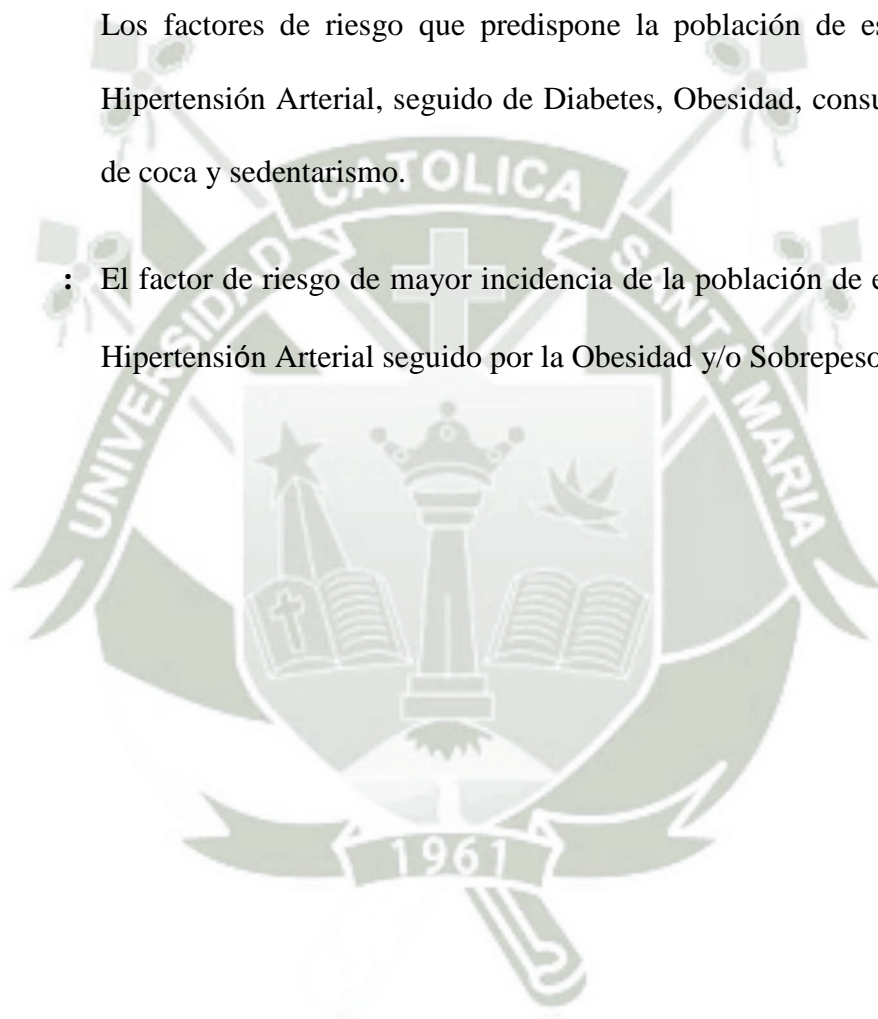 Los factores de riesgo que predispone la población de
Hipertensión Arterial, seguido de Diabetes, Obesidad,
de coca y sedentarismo.
: El factor de riesgo de mayor incidencia de la población de
Hipertensión Arterial seguido por la Obesidad y/o Sobrepeso
UNIVERSIDAD CATOLICA SANTA MARIA
1961